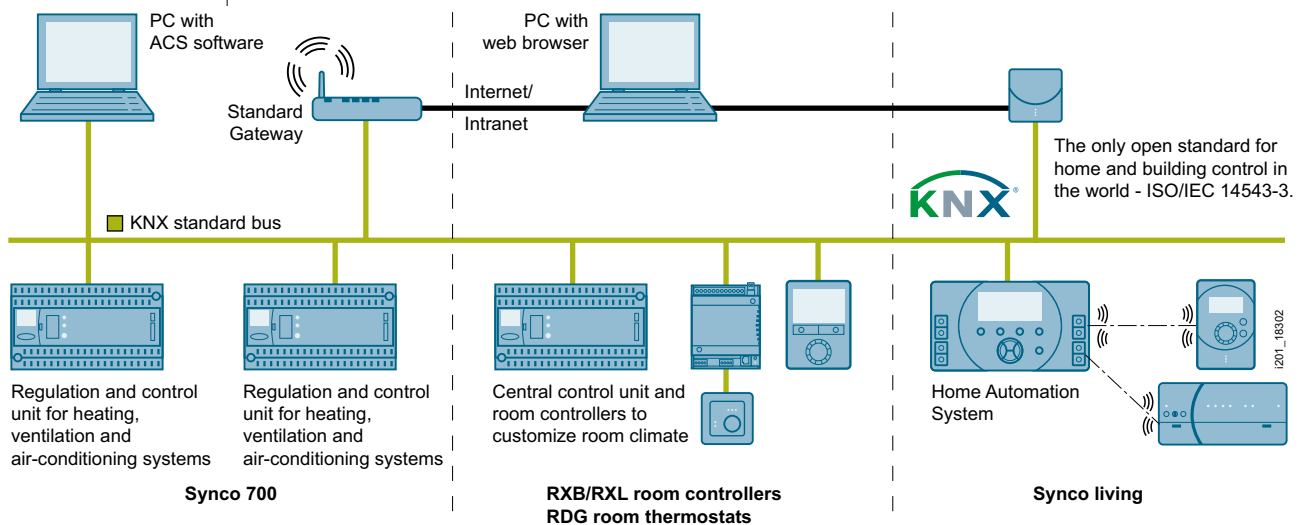 PC with
ACS software
Standard
Gateway
Internet/
Intranet
PC with
web browser
The only open standard for
home and building control in
the world - ISO/IEC 14543-3.
KNX®
KNX standard bus
Regulation and control
unit for heating,
ventilation and
air-conditioning systems
Regulation and control
unit for heating,
ventilation and
air-conditioning systems
Central control unit and
room controllers to
customize room climate
Home Automation
System
i201_18302
Synco 700
RXB/RXL room controllers
RDG room thermostats
Synco living